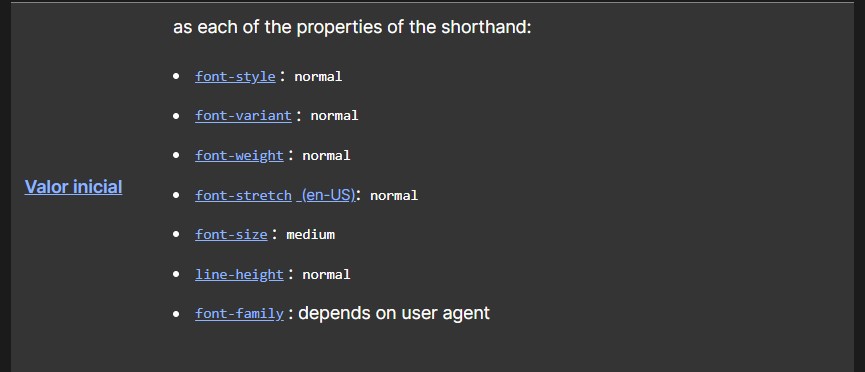 as each of the properties of the shorthand:
• font-style: normal
• font-variant: normal
• font-weight: normal
Valor inicial
• font-stretch (en-US): normal
• font-size: medium
• line-height: normal
• font-family : depends on user agent